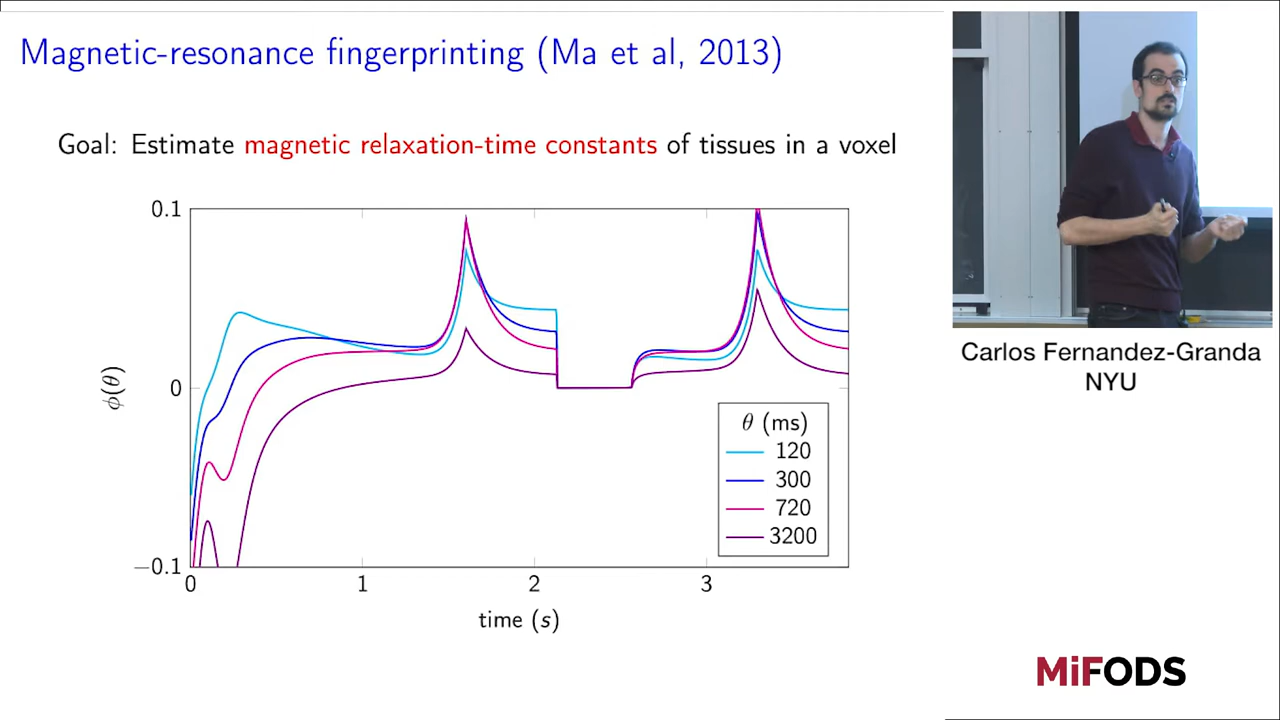 Magnetic-resonance fingerprinting (Ma et al, 2013)
Goal: Estimate magnetic relaxation-time constants of tissues in a voxel
0.1
0
−0.1
ϕ(θ)
0 1 2 3
time (s)
θ (ms)
120
300
720
3200
Carlos Fernandez-Granda
NYU
MiFODS